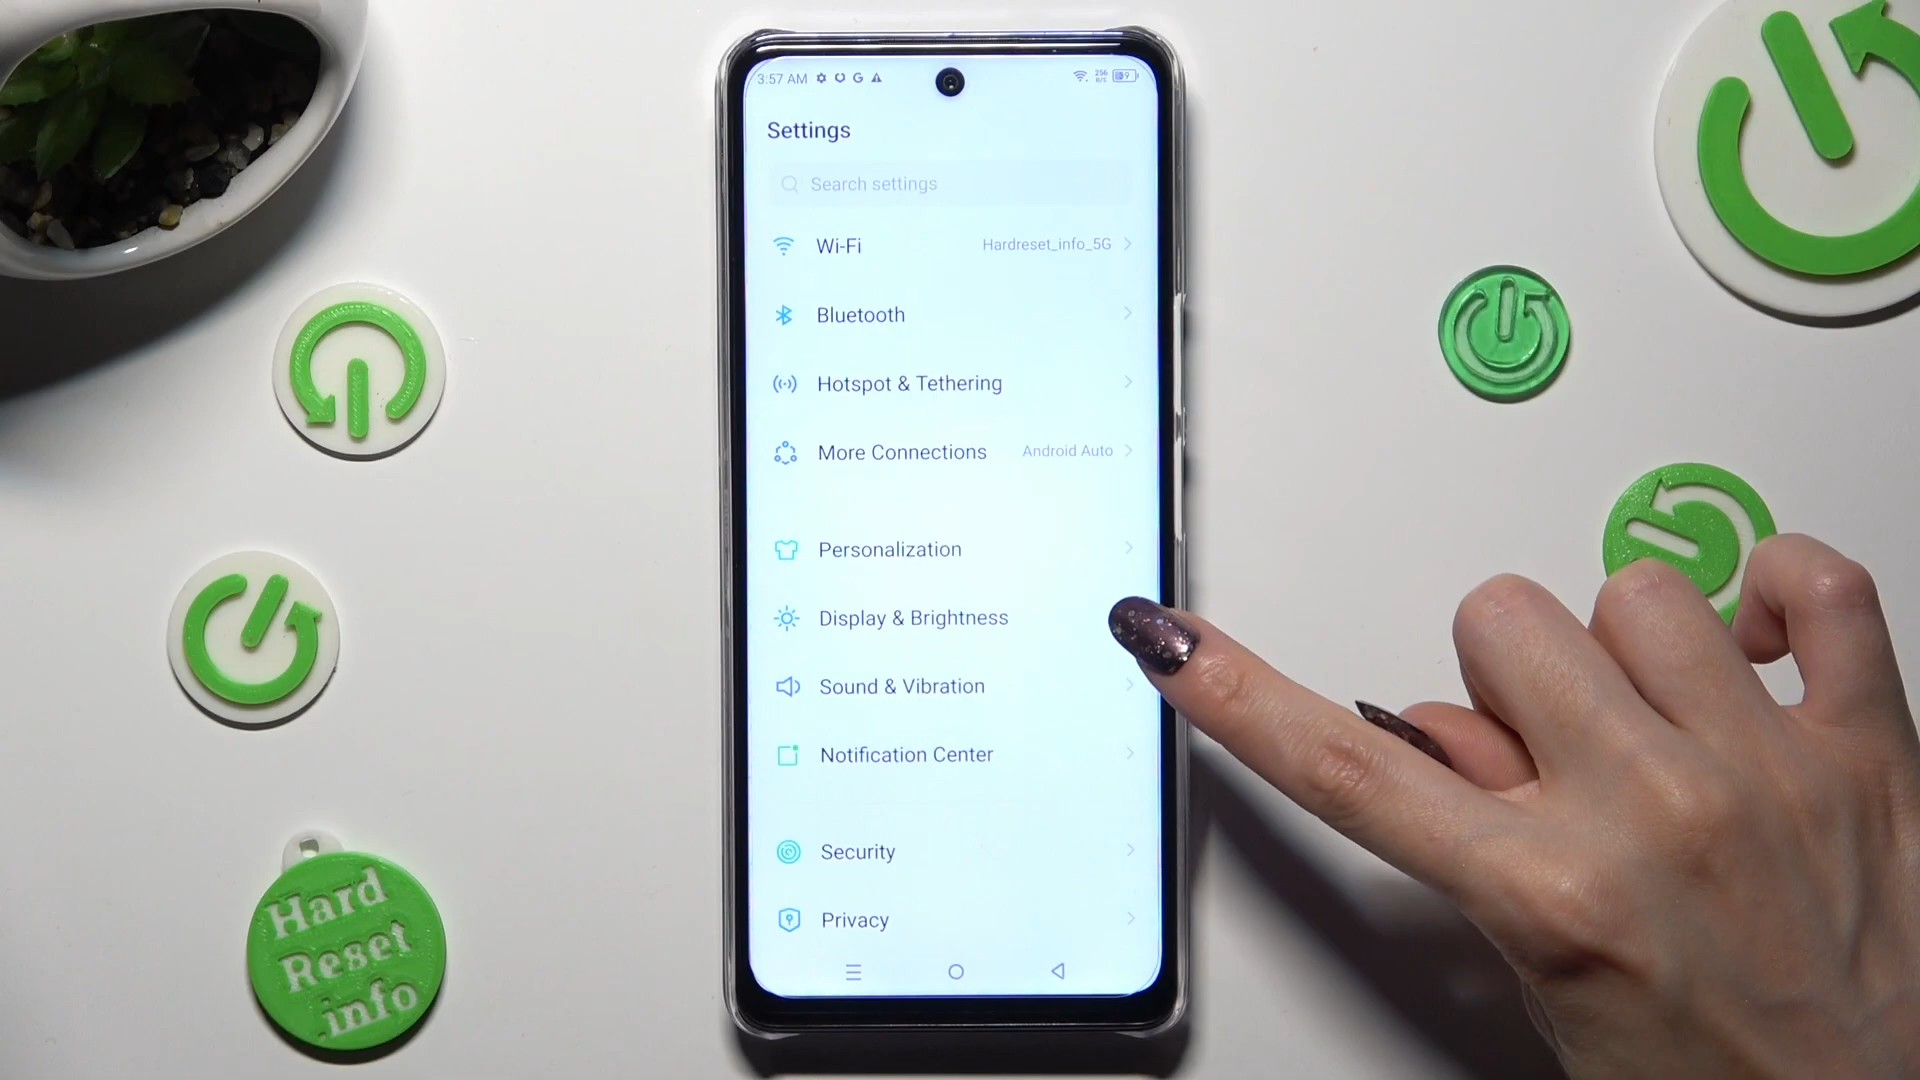 3:57 AM
256
B/S
Settings
Search settings
Wi-Fi Hardreset_info_5G
Bluetooth
Hotspot & Tethering
More Connections Android Auto
Personalization
Display & Brightness
Sound & Vibration
Notification Center
Security
Privacy
Hard
Reset
.info